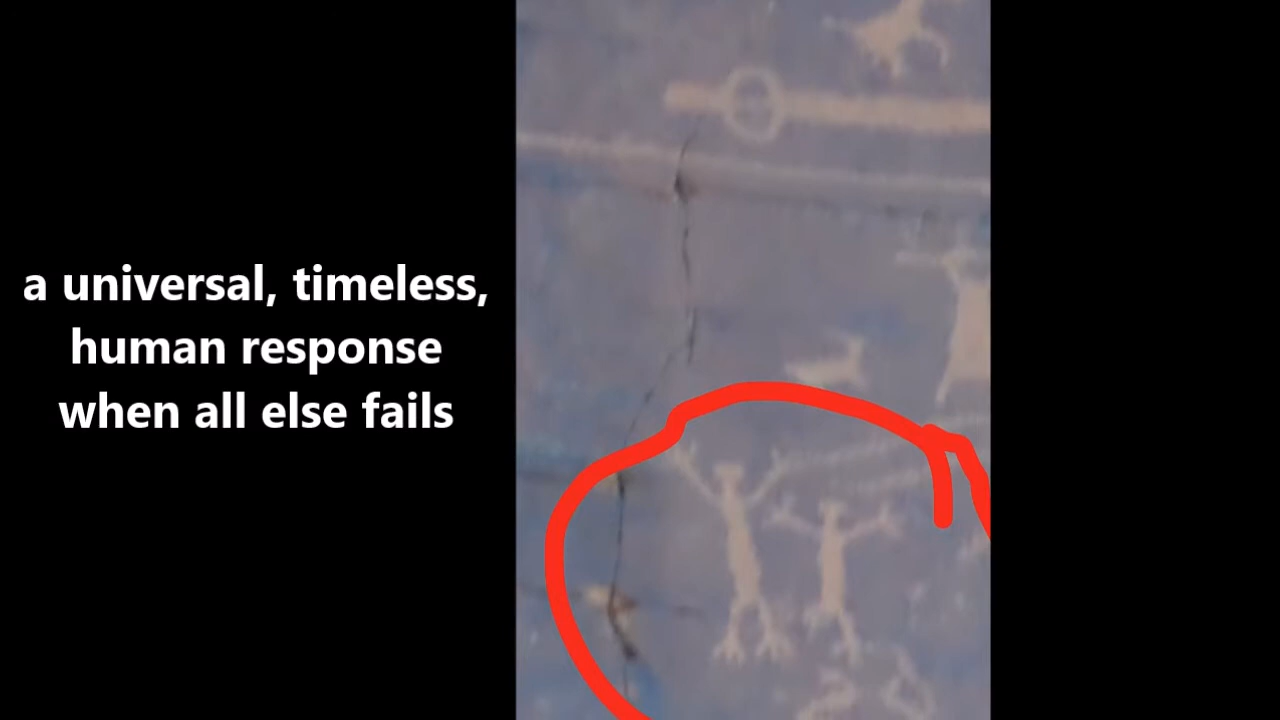 a universal, timeless,
human response
when all else fails